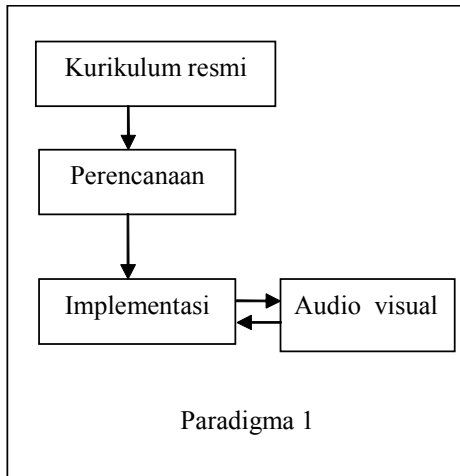 Kurikulum resmi
Perencanaan
Implementasi
Audio visual
Paradigma 1